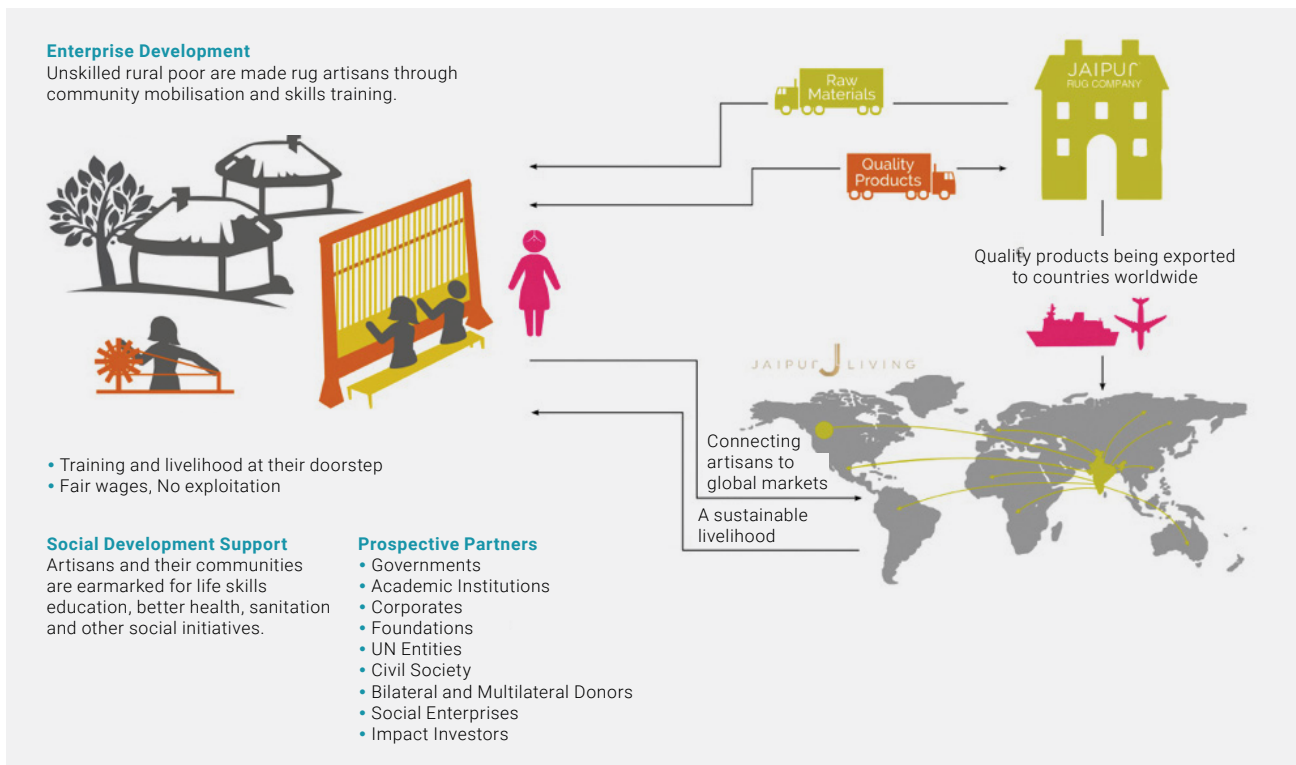 Enterprise Development
Unskilled rural poor are made rug artisans through
community mobilisation and skills training.
Raw
Materials
JAIPUR
RUG COMPANY
Quality
Products
Quality products being exported
to countries worldwide
JAIPUR J LIVING
Connecting
artisans to
global markets
A sustainable
livelihood
• Training and livelihood at their doorstep
• Fair wages, No exploitation
Social Development Support
Artisans and their communities
are earmarked for life skills
education, better health, sanitation
and other social initiatives.
Prospective Partners
• Governments
• Academic Institutions
• Corporates
• Foundations
• UN Entities
• Civil Society
• Bilateral and Multilateral Donors
• Social Enterprises
• Impact Investors